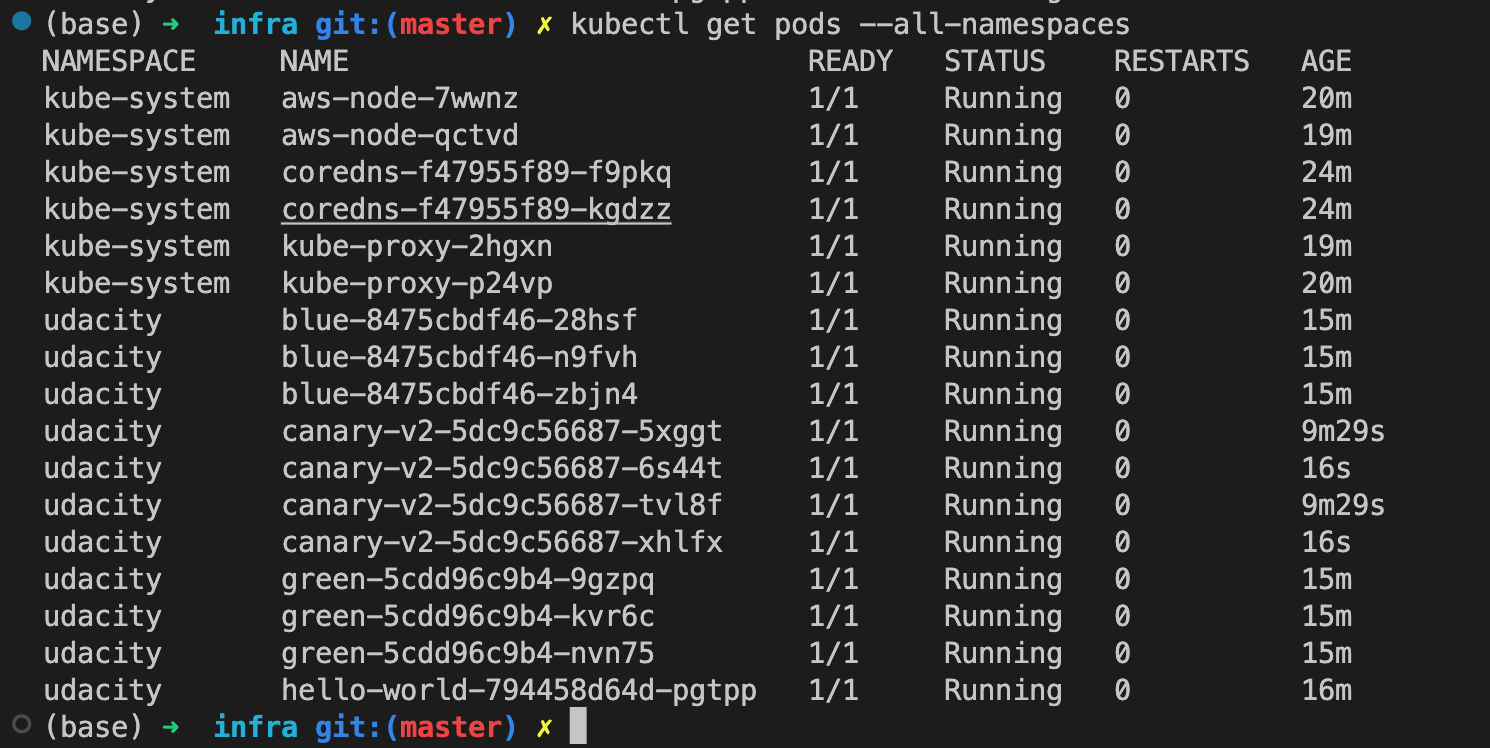 (base) ➜ infra git:(master) ✗ kubectl get pods --all-namespaces
NAMESPACE NAME READY STATUS RESTARTS AGE
kube-system aws-node-7wwnz 1/1 Running 0 20m
kube-system aws-node-qctvd 1/1 Running 0 19m
kube-system coredns-f47955f89-f9pkq 1/1 Running 0 24m
kube-system coredns-f47955f89-kgdzz 1/1 Running 0 24m
kube-system kube-proxy-2hgxn 1/1 Running 0 19m
kube-system kube-proxy-p24vp 1/1 Running 0 20m
udacity blue-8475cbdf46-28hsf 1/1 Running 0 15m
udacity blue-8475cbdf46-n9fvh 1/1 Running 0 15m
udacity blue-8475cbdf46-zbjn4 1/1 Running 0 15m
udacity canary-v2-5dc9c56687-5xggt 1/1 Running 0 9m29s
udacity canary-v2-5dc9c56687-6s44t 1/1 Running 0 16s
udacity canary-v2-5dc9c56687-tvl8f 1/1 Running 0 9m29s
udacity canary-v2-5dc9c56687-xhlfx 1/1 Running 0 16s
udacity green-5cdd96c9b4-9gzpq 1/1 Running 0 15m
udacity green-5cdd96c9b4-kvr6c 1/1 Running 0 15m
udacity green-5cdd96c9b4-nvn75 1/1 Running 0 15m
udacity hello-world-794458d64d-pgtpp 1/1 Running 0 16m
(base) ➜ infra git:(master) ✗